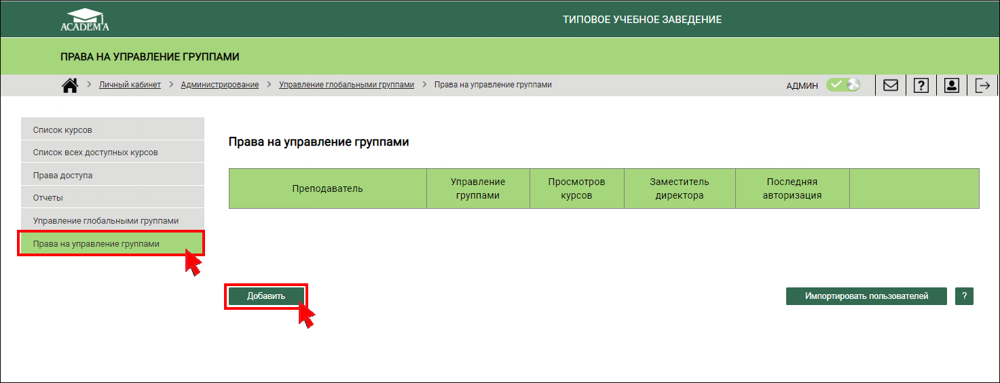 ACADEM'A
ТИПОВОЕ УЧЕБНОЕ ЗАВЕДЕНИЕ
ПРАВА НА УПРАВЛЕНИЕ ГРУППАМИ
Личный кабинет > Администрирование > Управление глобальными группами > Права на управление группами
АДМИН
?
Список курсов
Список всех доступных курсов
Права доступа
Отчеты
Управление глобальными группами
Права на управление группами
Права на управление группами
Преподаватель
Управление
группами
Просмотров
курсов
Заместитель
директора
Последняя
авторизация
Добавить
Импортировать пользователей
?